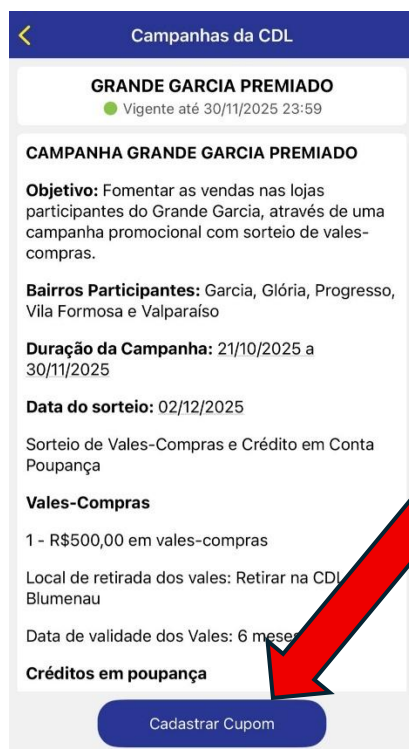 Campanhas da CDL
GRANDE GARCIA PREMIADO
Vigente até 30/11/2025 23:59
CAMPANHA GRANDE GARCIA PREMIADO
Objetivo: Fomentar as vendas nas lojas
participantes do Grande Garcia, através de uma
campanha promocional com sorteio de vales-
compras.
Bairros Participantes: Garcia, Glória, Progresso,
Vila Formosa e Valparaíso
Duração da Campanha: 21/10/2025 a
30/11/2025
Data do sorteio: 02/12/2025
Sorteio de Vales-Compras e Crédito em Conta
Poupança
Vales-Compras
1 - R$500,00 em vales-compras
Local de retirada dos vales: Retirar na CDL
Blumenau
Data de validade dos Vales: 6 meses
Créditos em poupança
Cadastrar Cupom